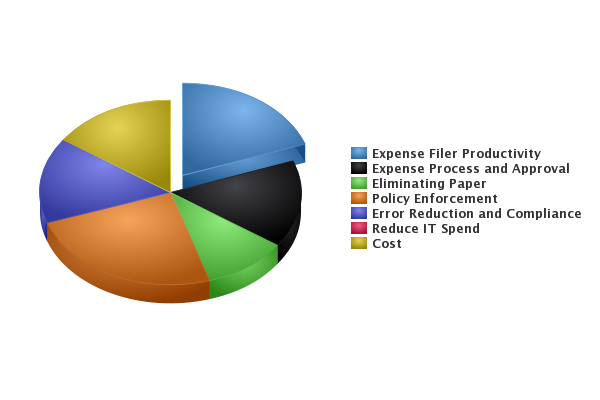 Expense Filer Productivity
Expense Process and Approval
Eliminating Paper
Policy Enforcement
Error Reduction and Compliance
Reduce IT Spend
Cost